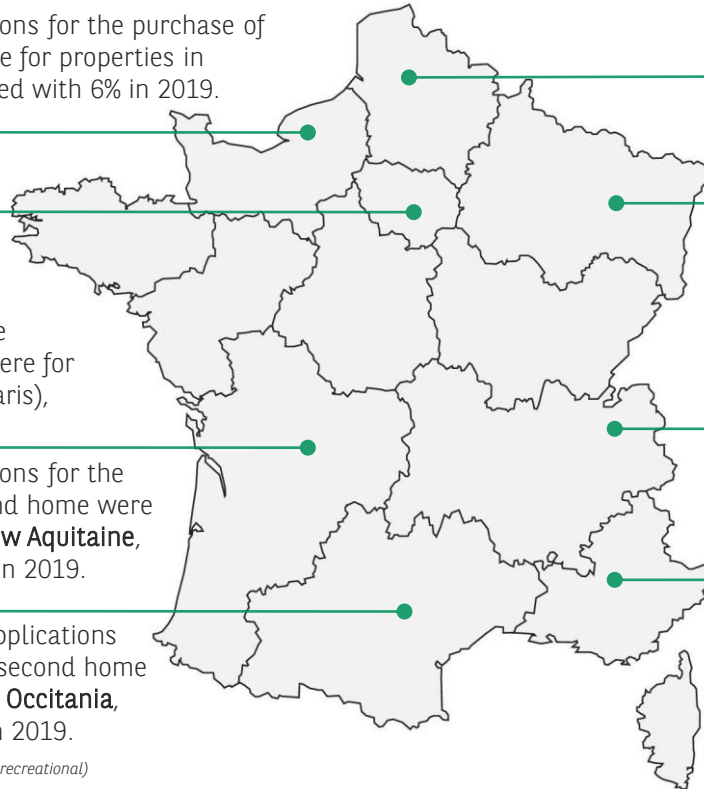 ons for the purchase of
e for properties in
ed with 6% in 2019.
e
ere for
aris),
ons for the
nd home were
w Aquitaine,
n 2019.
pplications
second home
Occitania,
n 2019.
recreational)